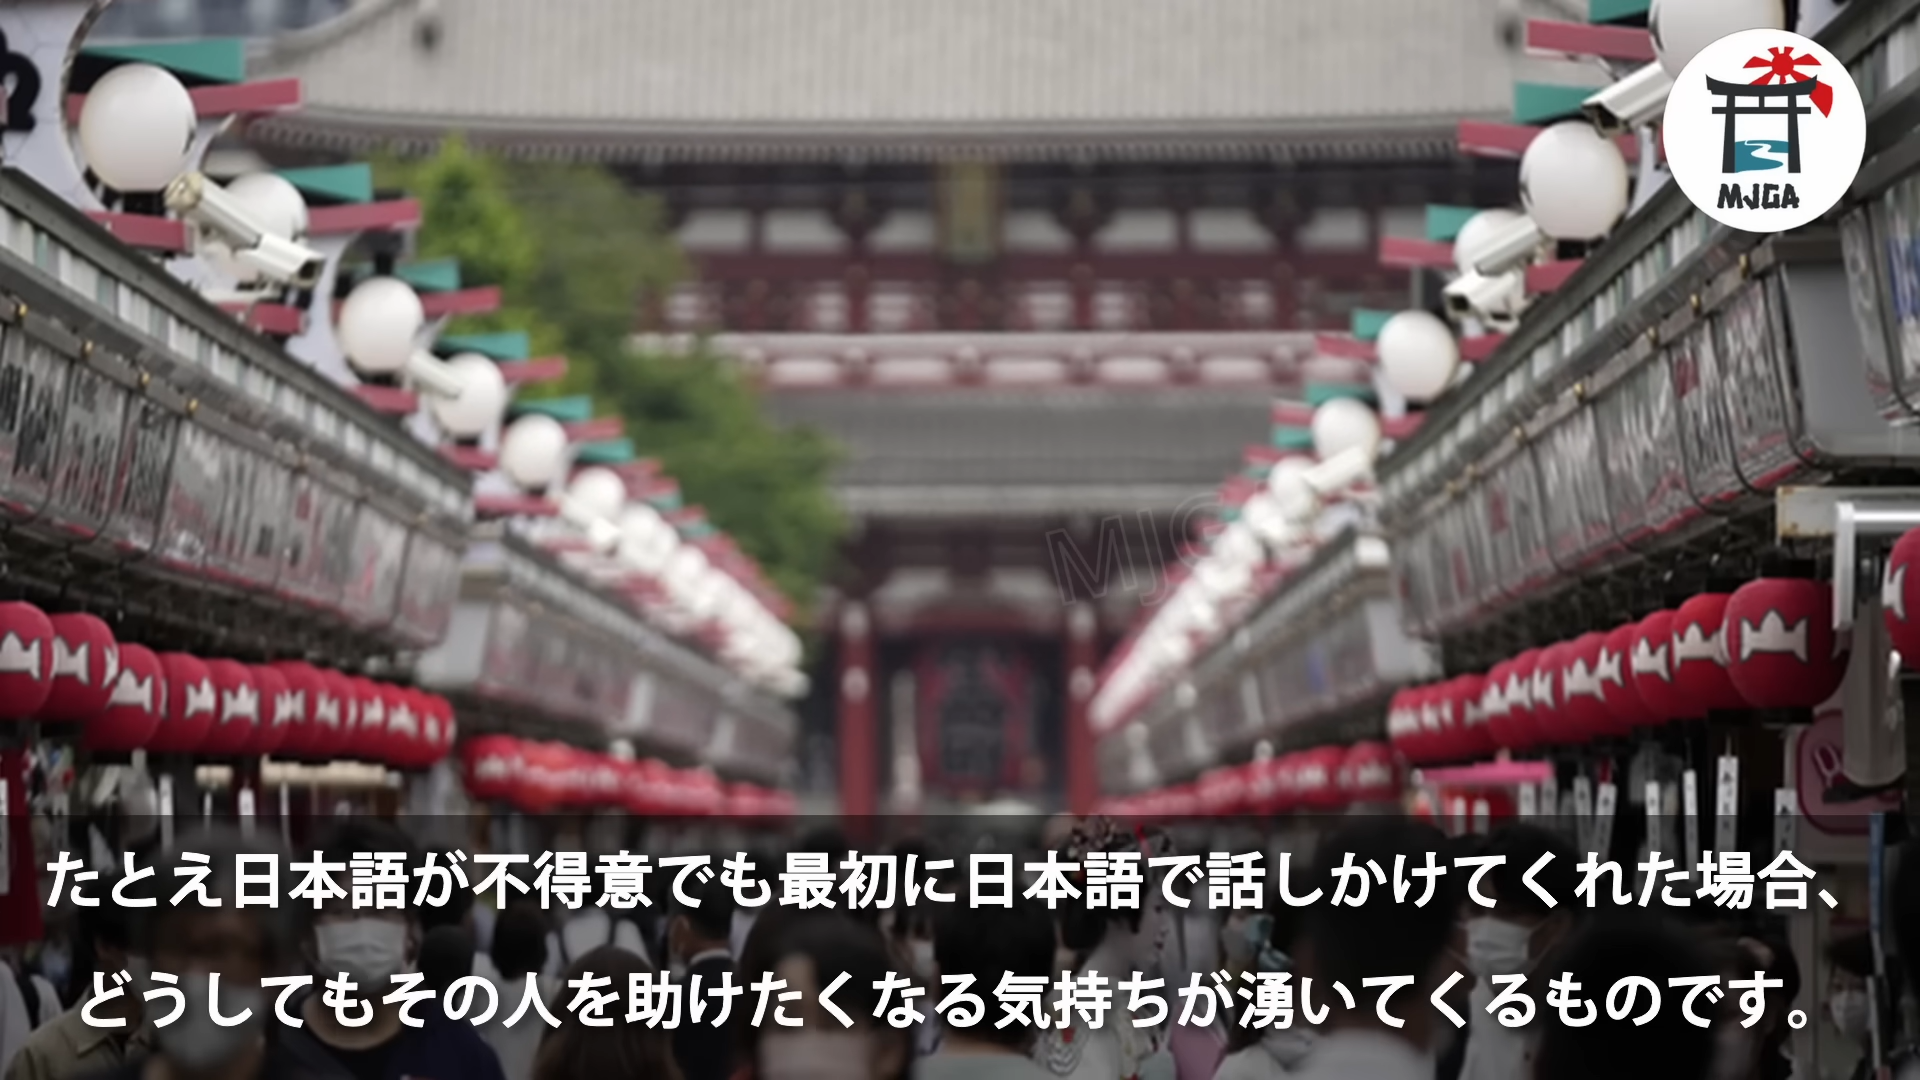 MJGA
MJG
たとえ日本語が不得意でも最初に日本語で話しかけてくれた場合、
どうしてもその人を助けたくなる気持ちが湧いてくるものです。